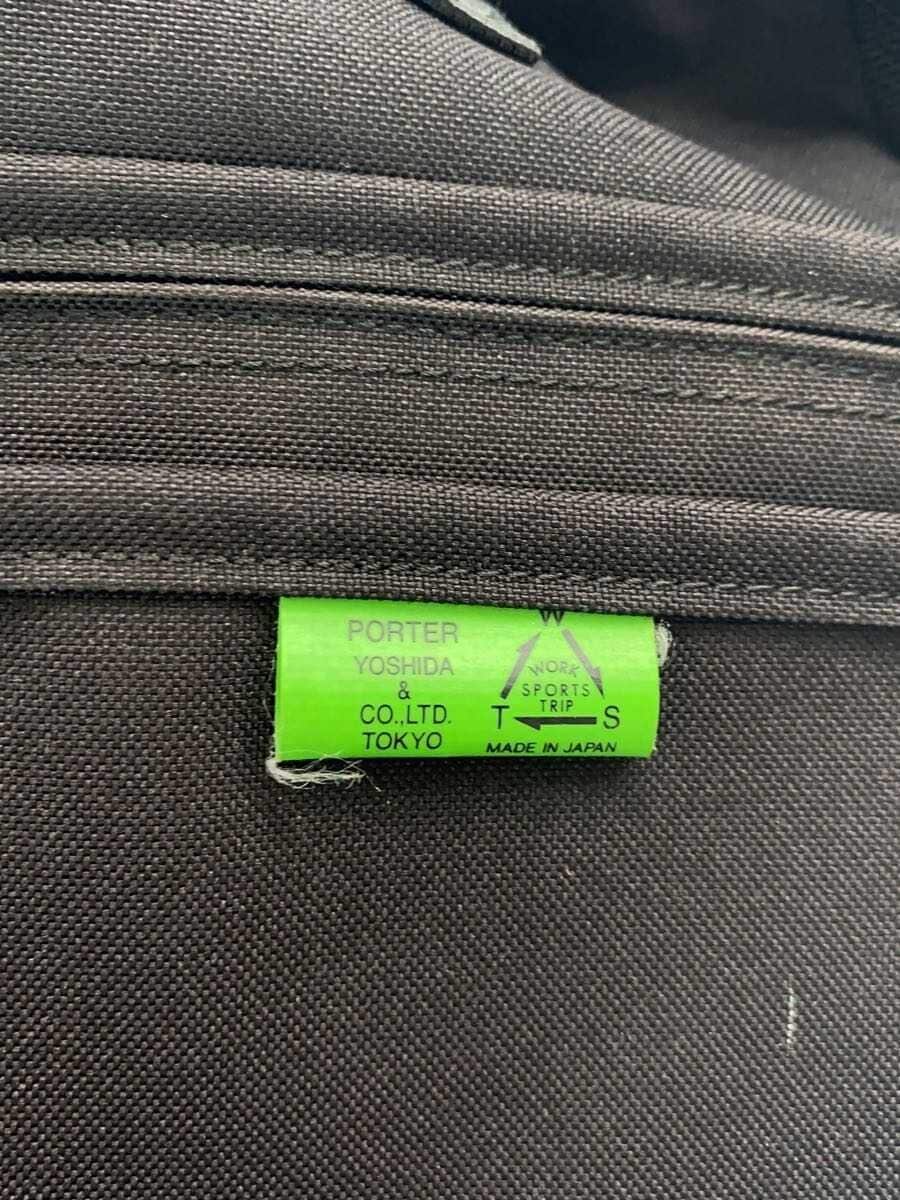 PORTER
YOSHIDA
&
CO.,LTD.
TOKYO
W
WORK
SPORTS
TRIP
T S
MADE IN JAPAN